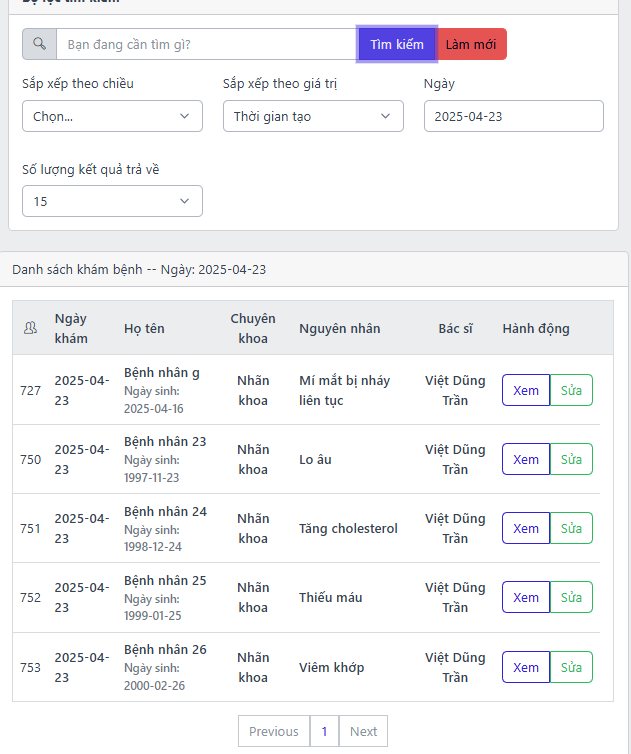 Bộ lọc tìm kiếm
Bạn đang cần tìm gì? Tìm kiếm Làm mới
Sắp xếp theo chiều Sắp xếp theo giá trị Ngày
Chọn... Thời gian tạo 2025-04-23
Số lượng kết quả trả về
15
Danh sách khám bệnh -- Ngày: 2025-04-23
Ngày khám Họ tên Chuyên khoa Nguyên nhân Bác sĩ Hành động
727 2025-04-23 Bệnh nhân g Ngày sinh: 2025-04-16 Nhãn khoa Mí mắt bị nháy liên tục Việt Dũng Trần Xem Sửa
750 2025-04-23 Bệnh nhân 23 Ngày sinh: 1997-11-23 Nhãn khoa Lo âu Việt Dũng Trần Xem Sửa
751 2025-04-23 Bệnh nhân 24 Ngày sinh: 1998-12-24 Nhãn khoa Tăng cholesterol Việt Dũng Trần Xem Sửa
752 2025-04-23 Bệnh nhân 25 Ngày sinh: 1999-01-25 Nhãn khoa Thiếu máu Việt Dũng Trần Xem Sửa
753 2025-04-23 Bệnh nhân 26 Ngày sinh: 2000-02-26 Nhãn khoa Viêm khớp Việt Dũng Trần Xem Sửa
Previous 1 Next